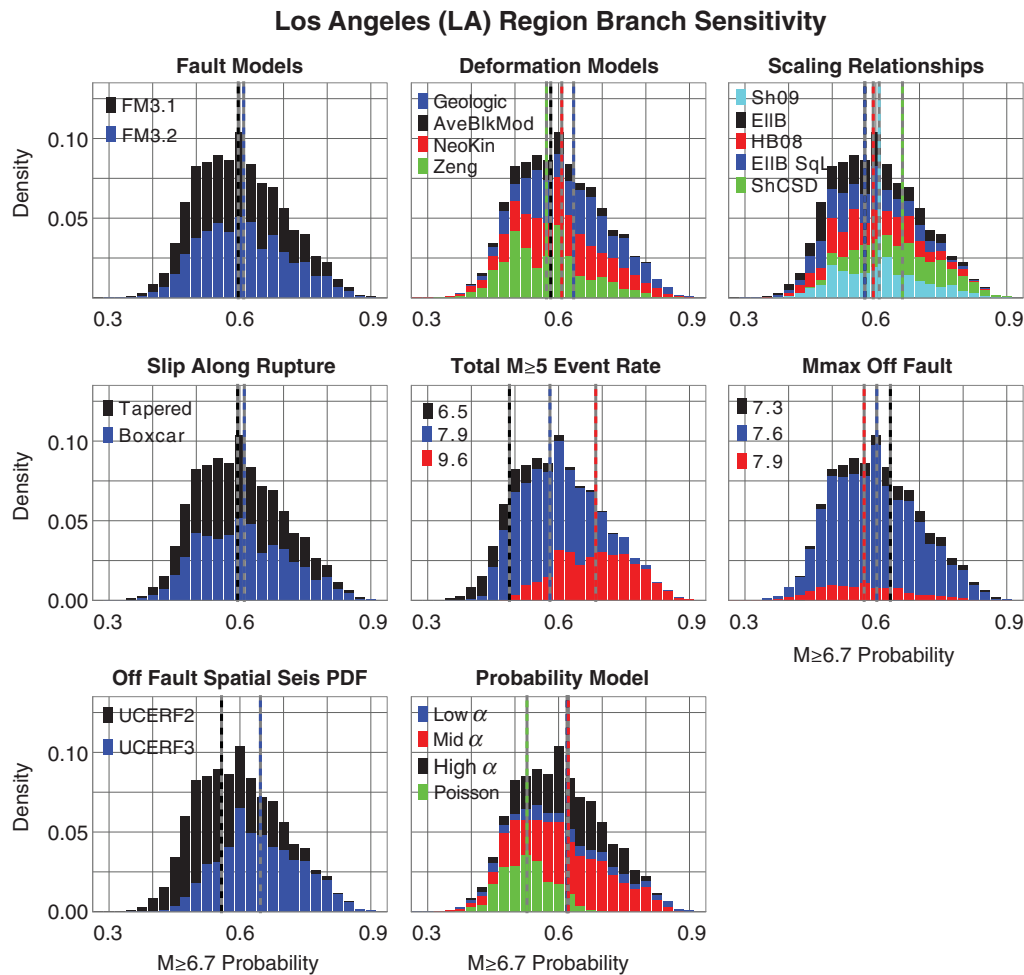 Los Angeles (LA) Region Branch Sensitivity
Fault Models
Density
0.10
0.05
FM3.1
FM3.2
0.3 0.6 0.9
Deformation Models
Geologic
AveBlkMod
NeoKin
Zeng
0.3 0.6 0.9
Scaling Relationships
Sh09
EllB
HB08
EllB SqL
ShCSD
0.3 0.6 0.9
Slip Along Rupture
Density
0.10
0.05
0.00
Tapered
Boxcar
0.3 0.6 0.9
Total M≥5 Event Rate
6.5
7.9
9.6
0.3 0.6 0.9
Mmax Off Fault
7.3
7.6
7.9
0.3 0.6 0.9
M≥6.7 Probability
Off Fault Spatial Seis PDF
Density
0.10
0.05
0.00
UCERF2
UCERF3
0.3 0.6 0.9
M≥6.7 Probability
Probability Model
Low α
Mid α
High α
Poisson
0.3 0.6 0.9
M≥6.7 Probability